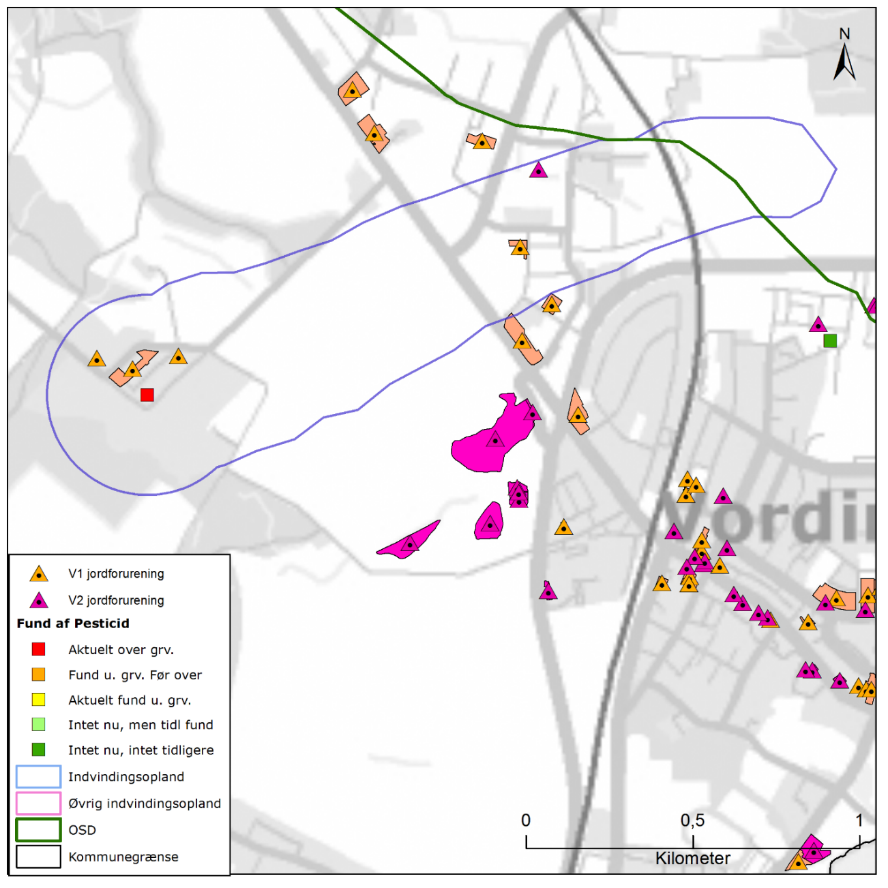 N
Vordin
V1 jordforurening
V2 jordforurening
Fund af Pesticid
Aktuelt over grv.
Fund u. grv. Før over
Aktuelt fund u. grv.
Intet nu, men tidl fund
Intet nu, intet tidligere
Indvindingsopland
Øvrig indvindingsopland
OSD
Kommunegrænse
0 0,5 1
Kilometer